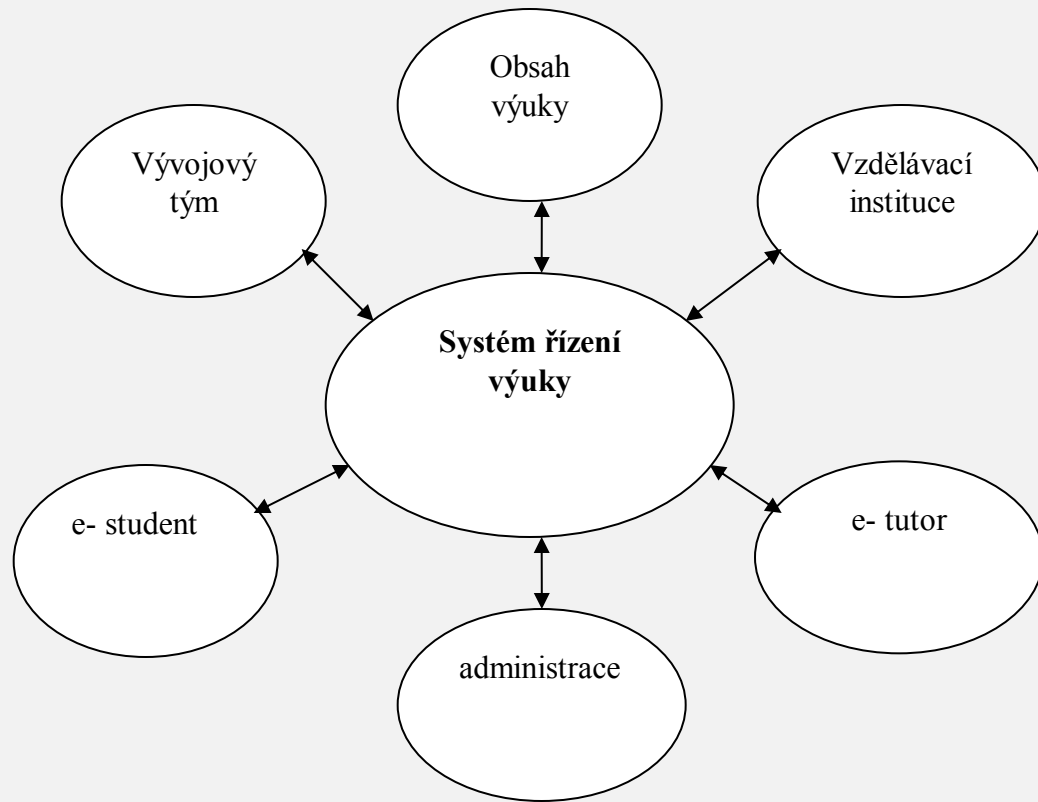 Obsah
výuky
Vývojový
tým
Vzdělávací
instituce
Systém řízení
výuky
e- student
e- tutor
administrace